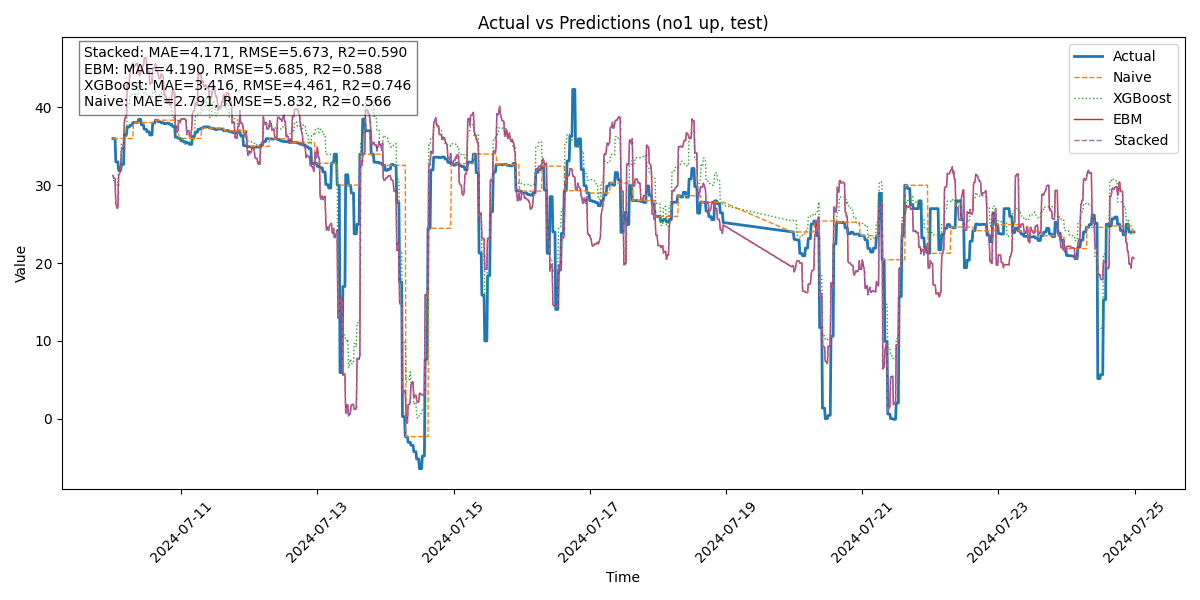 Actual vs Predictions (no1 up, test)
Stacked: MAE=4.171, RMSE=5.673, R2=0.590
EBM: MAE=4.190, RMSE=5.685, R2=0.588
XGBoost: MAE=3.416, RMSE=4.461, R2=0.746
Naive: MAE=2.791, RMSE=5.832, R2=0.566
Actual
Naive
XGBoost
EBM
Stacked
Value
40
30
20
10
0
2024-07-11
2024-07-13
2024-07-15
2024-07-17
2024-07-19
2024-07-21
2024-07-23
2024-07-25
Time